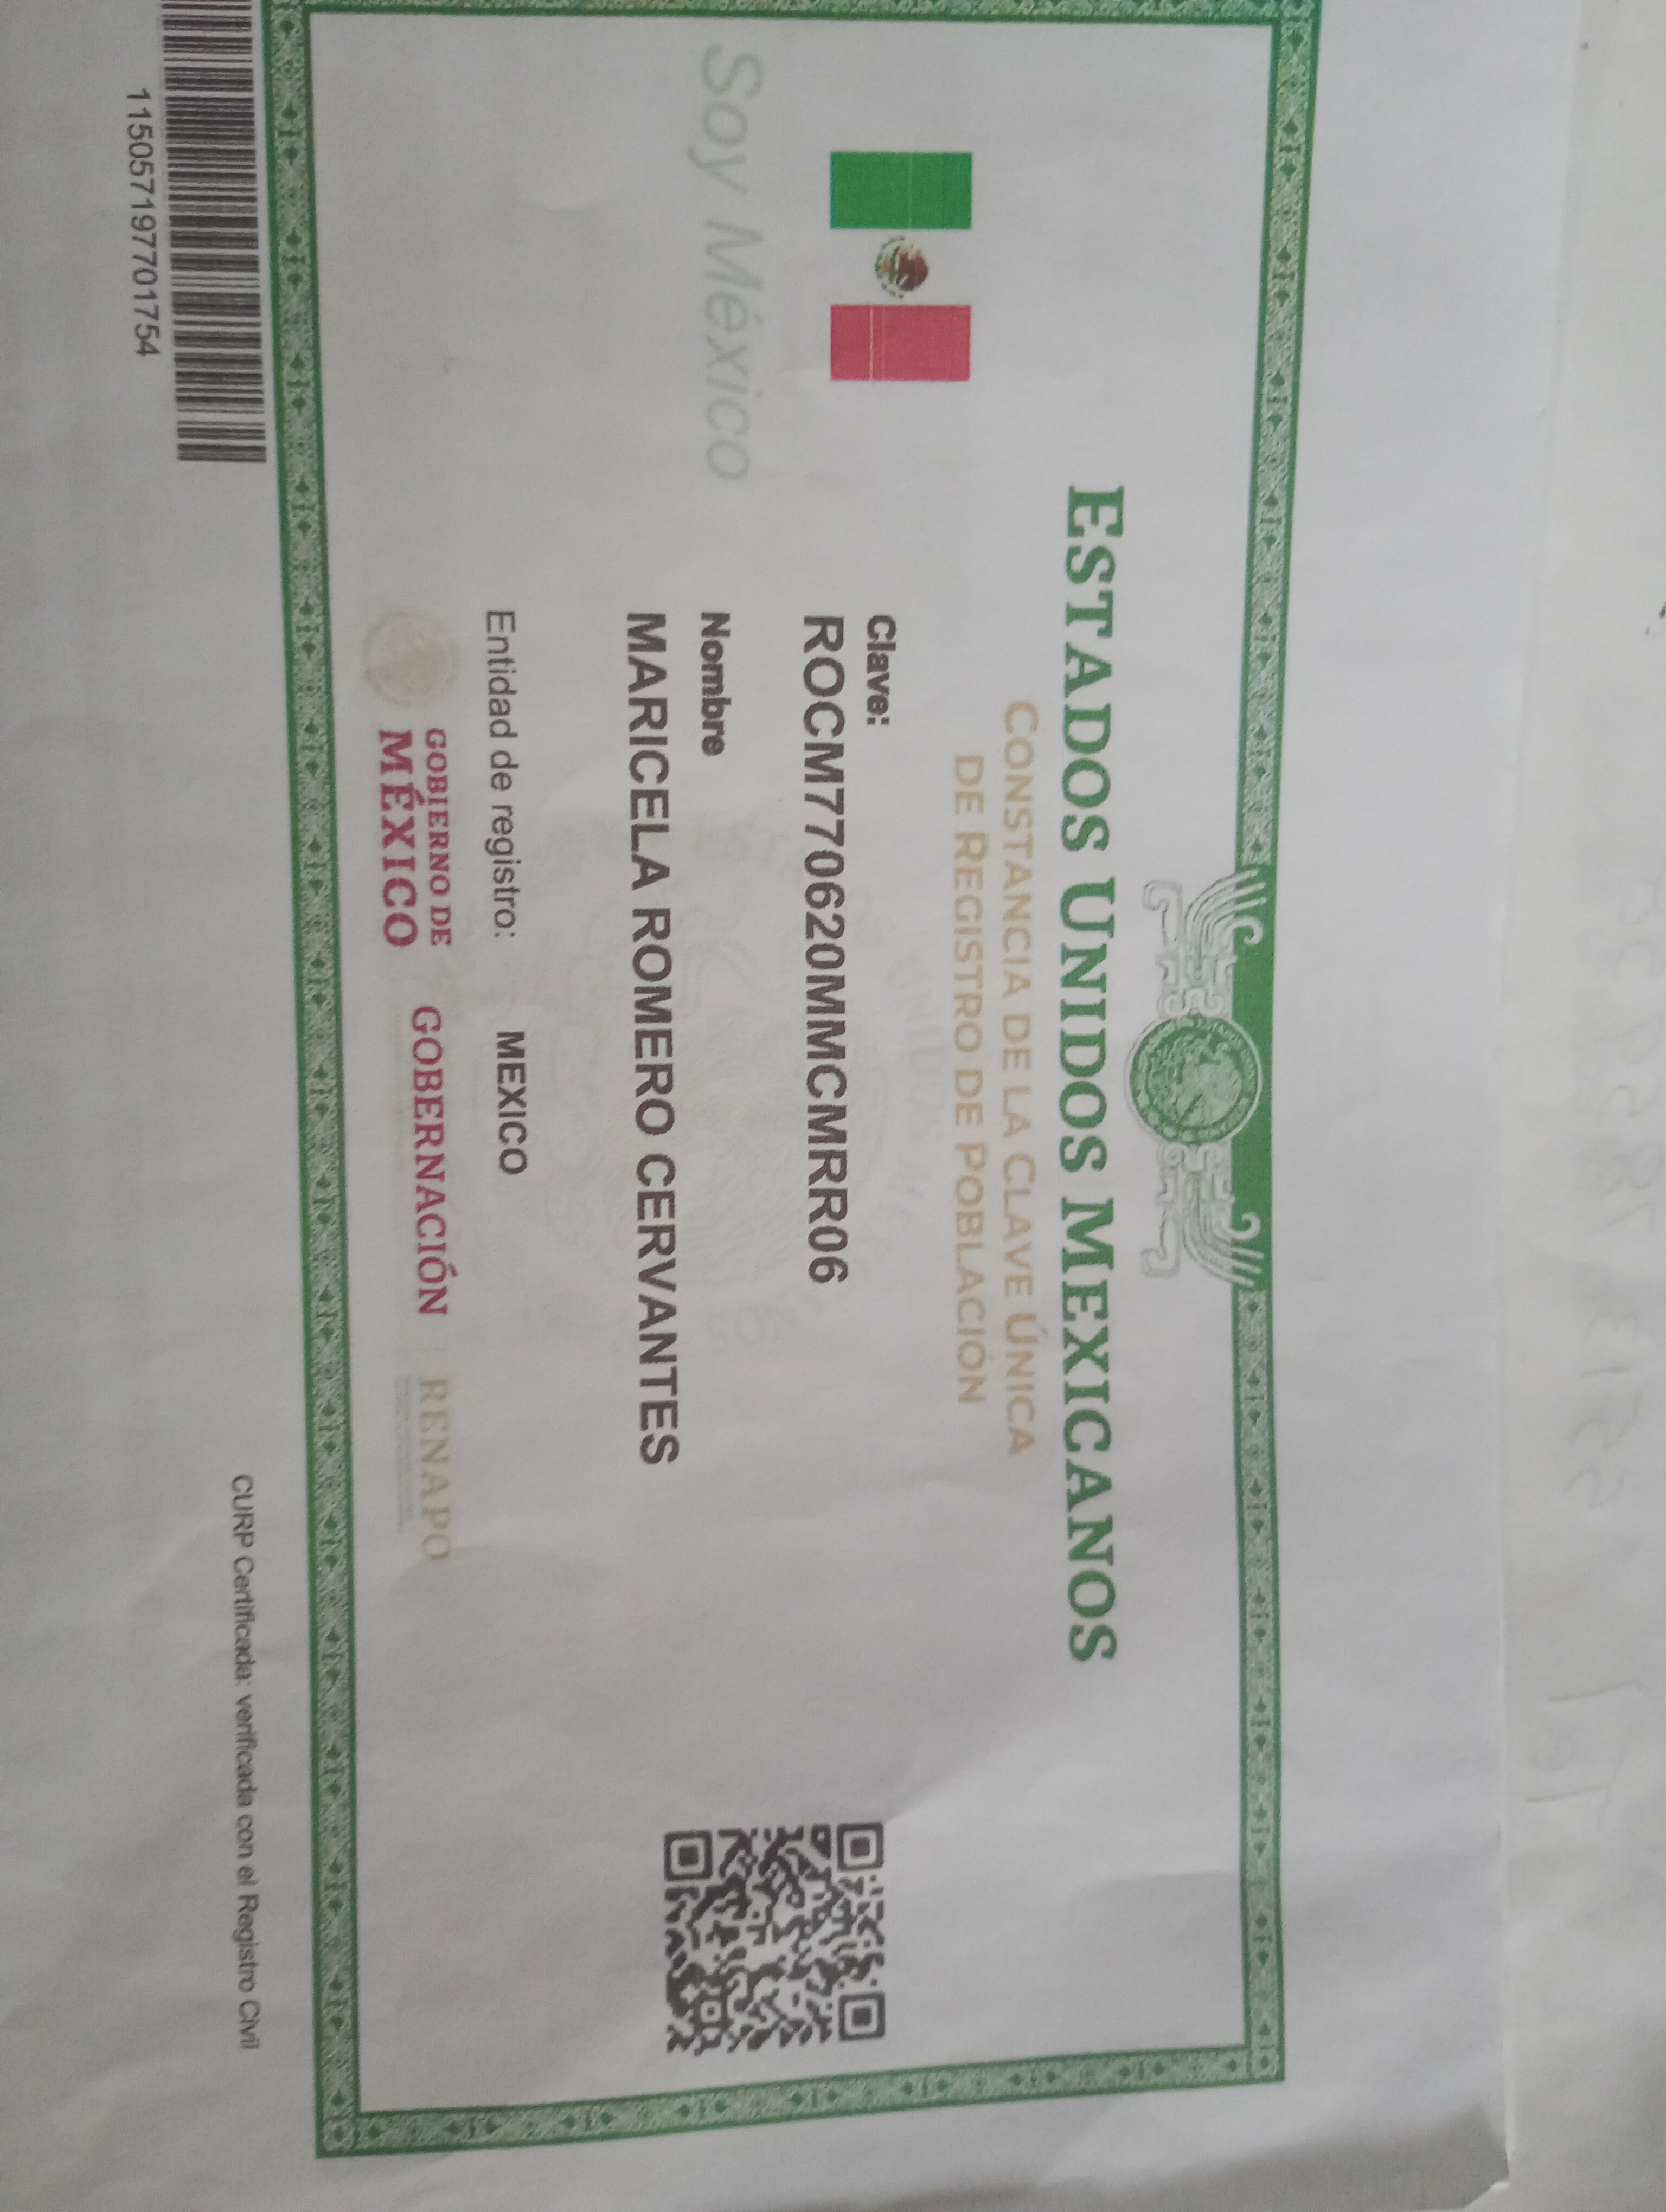 ESTADOS UNIDOS MEXICANOS
CONSTANCIA DE LA CLAVE ÚNICA
DE REGISTRO DE POBLACIÓN
Soy México
Clave:
ROCM770620MMCMRR06
Nombre
MARICELA ROMERO CERVANTES
Entidad de registro: MEXICO
GOBIERNO DE
MÉXICO
GOBERNACIÓN
RENAPO
CURP Certificada: verificada con el Registro Civil
115057197701754